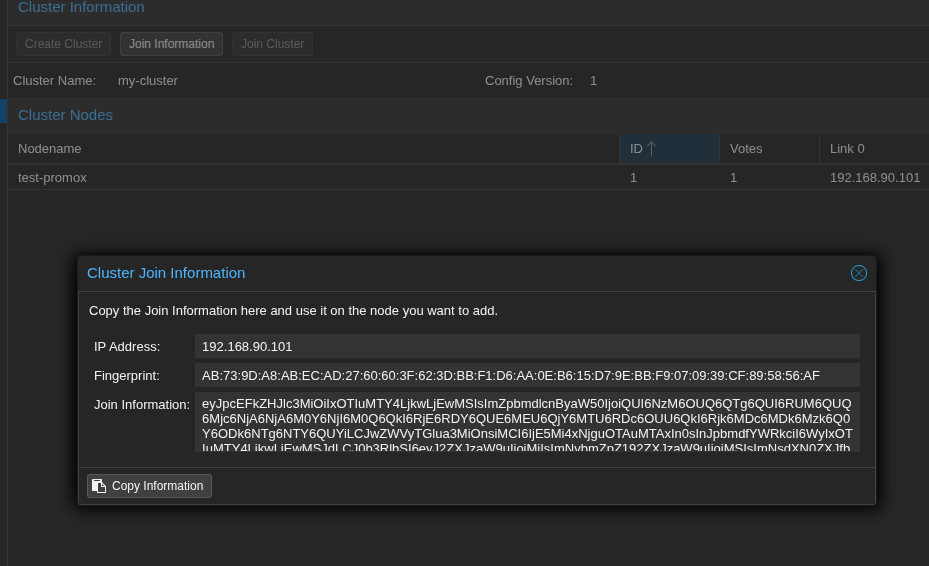 Cluster Information
Create Cluster Join Information Join Cluster
Cluster Name: my-cluster Config Version: 1
Cluster Nodes
Nodename ID Votes Link 0
test-promox 1 1 192.168.90.101
Cluster Join Information
Copy the Join Information here and use it on the node you want to add.
IP Address: 192.168.90.101
Fingerprint: AB:73:9D:A8:AB:EC:AD:27:60:60:3F:62:3D:BB:F1:D6:AA:0E:B6:15:D7:9E:BB:F9:07:09:39:CF:89:58:56:AF
Join Information: eyJpcEFkZHJlc3MiOiIxOTIuMTY4LjkwLjEwMSIsImZpbmdlcnByaW50IjoiQUI6NzM6OUQ6QTg6QUI6RUM6QUQ
6Mjc6NjA6NjA6M0Y6NjI6M0Q6QkI6RjE6RDY6QUE6MEU6QjY6MTU6RDc6OUU6QkI6Rjk6MDc6MDk6Mzk6Q0
Y6ODk6NTg6NTY6QUYiLCJwZWVyTGlua3MiOnsiMCI6IjE5Mi4xNjguOTAuMTAxIn0sInJpbmdfYWRkciI6WyIxOT
Copy Information